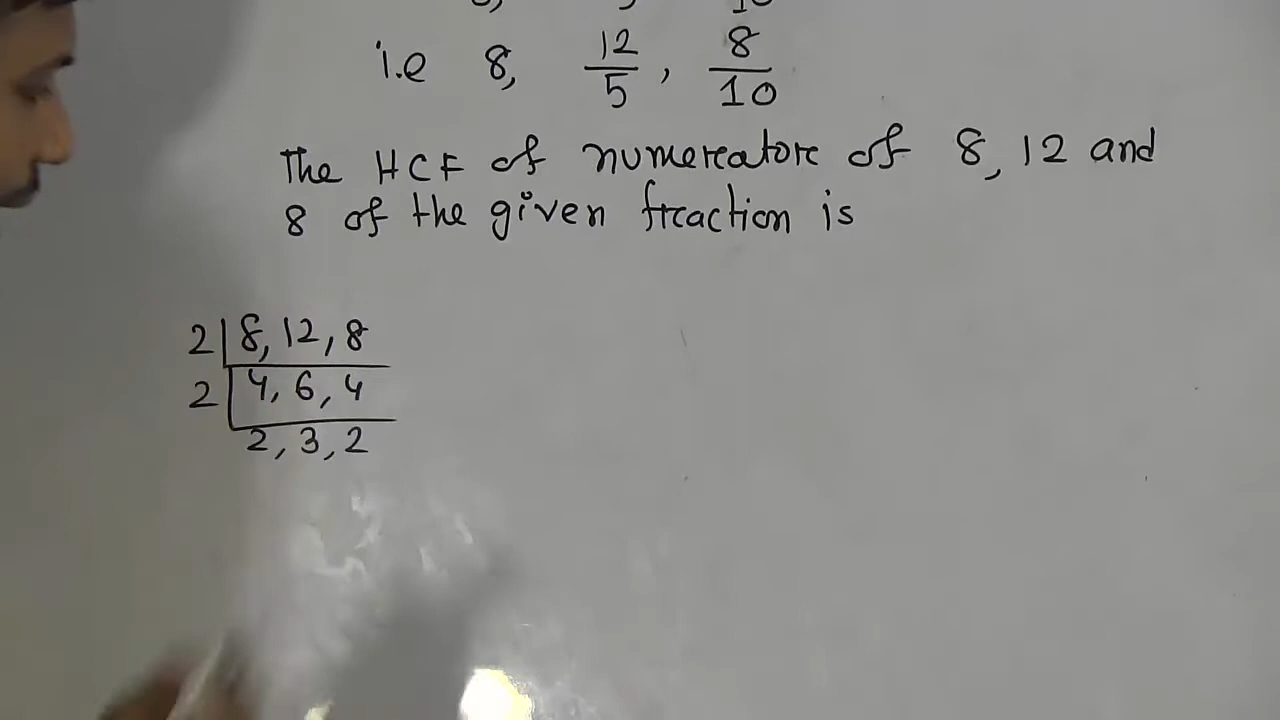 i.e 8, 12/5, 8/10
The HCF of numerator of 8, 12 and
8 of the given fraction is
2 | 8, 12, 8
2 | 4, 6, 4
2, 3, 2